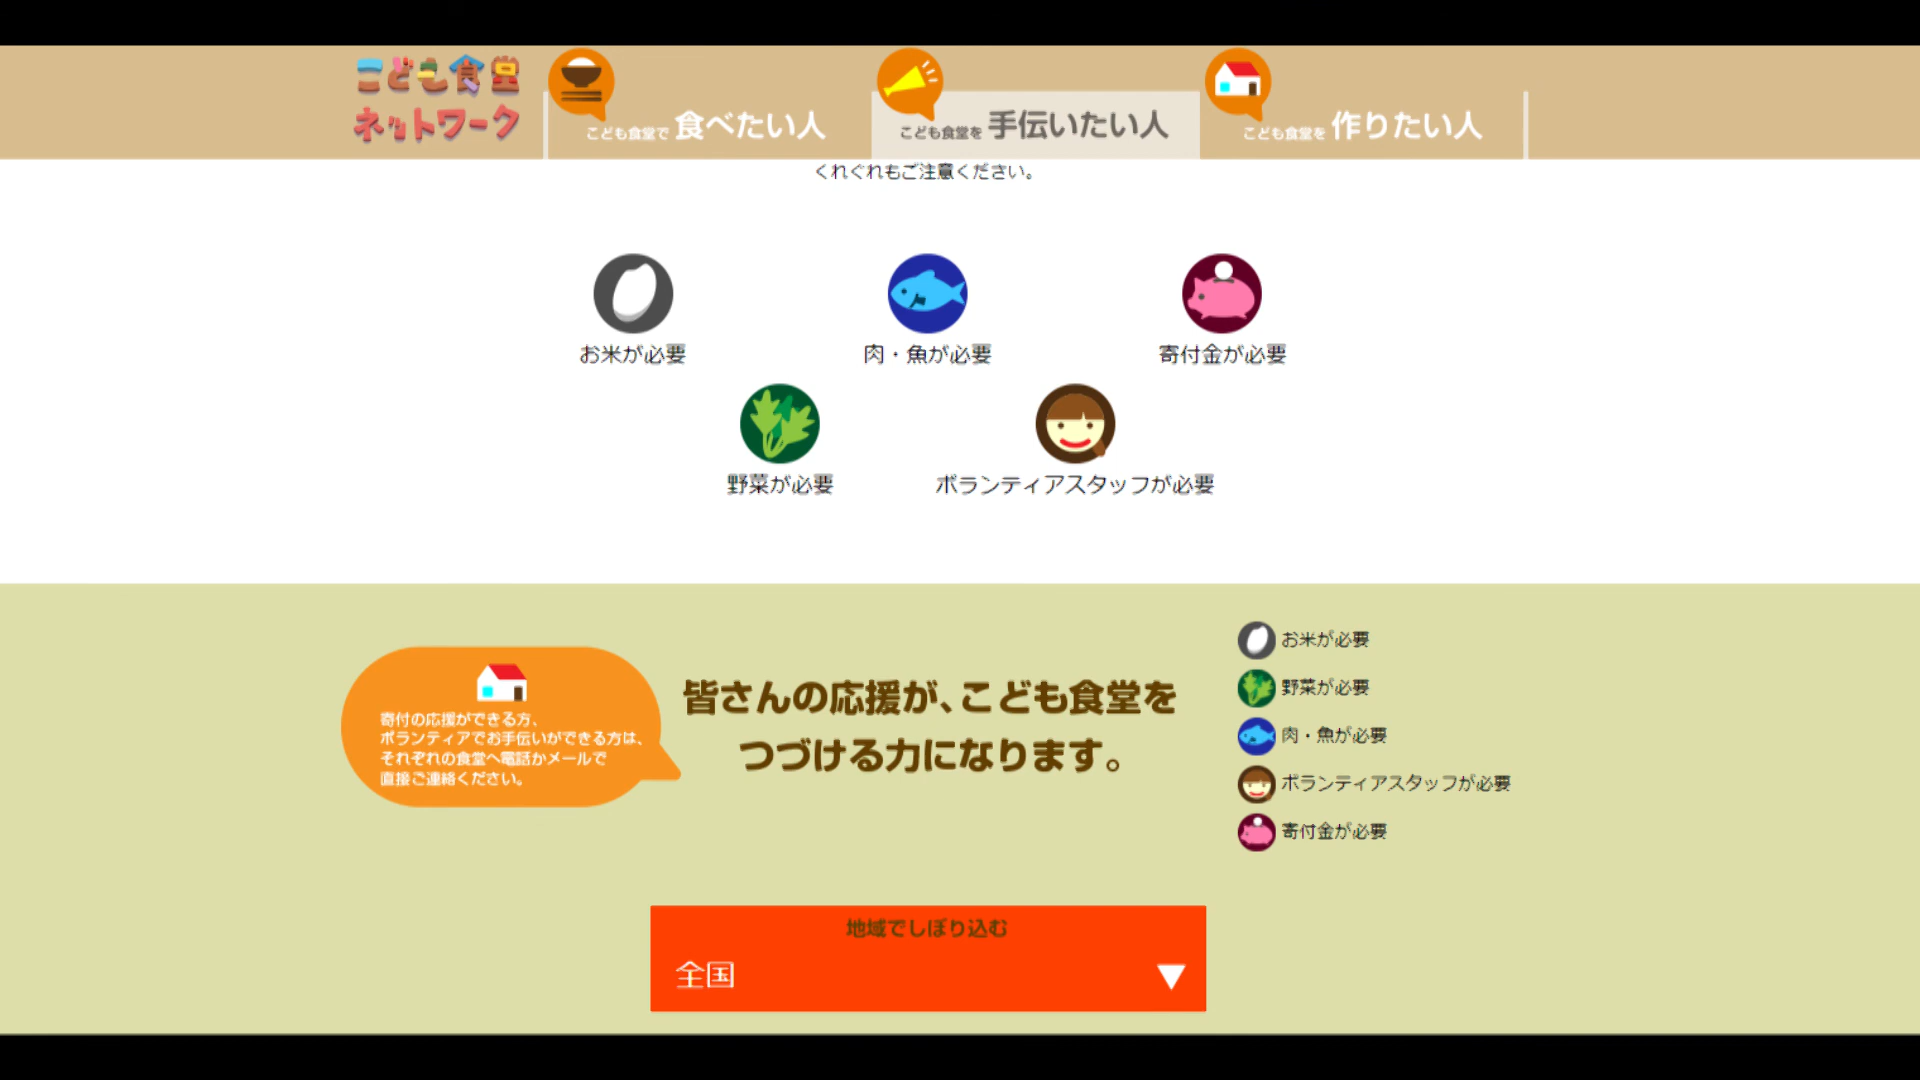 こども食堂
ネットワーク
こども食堂で 食べたい人
こども食堂を 手伝いたい人
こども食堂を 作りたい人
くれぐれもご注意ください。
お米が必要
肉・魚が必要
寄付金が必要
野菜が必要
ボランティアスタッフが必要
寄付の応援ができる方、
ボランティアでお手伝いができる方は、
それぞれの食堂へ電話かメールで
直接ご連絡ください。
皆さんの応援が、こども食堂を
つづける力になります。
お米が必要
野菜が必要
肉・魚が必要
ボランティアスタッフが必要
寄付金が必要
地域でしぼり込む
全国